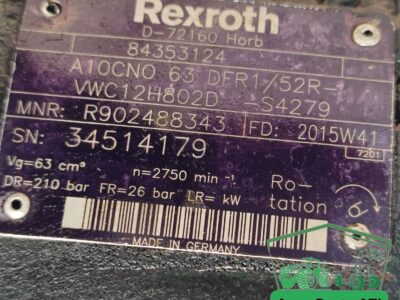 Rexroth
D-72160 Horb
84353124
A10CNO 63 DFR1/52R-
VWC12H802D -S4279
MNR: R902488343 FD: 2015W41
SN: 34514179
7201
Vg=63 cm³ n=2750 min⁻¹ Ro-
DR=210 bar FR=26 bar LR= kW tation
MADE IN GERMANY